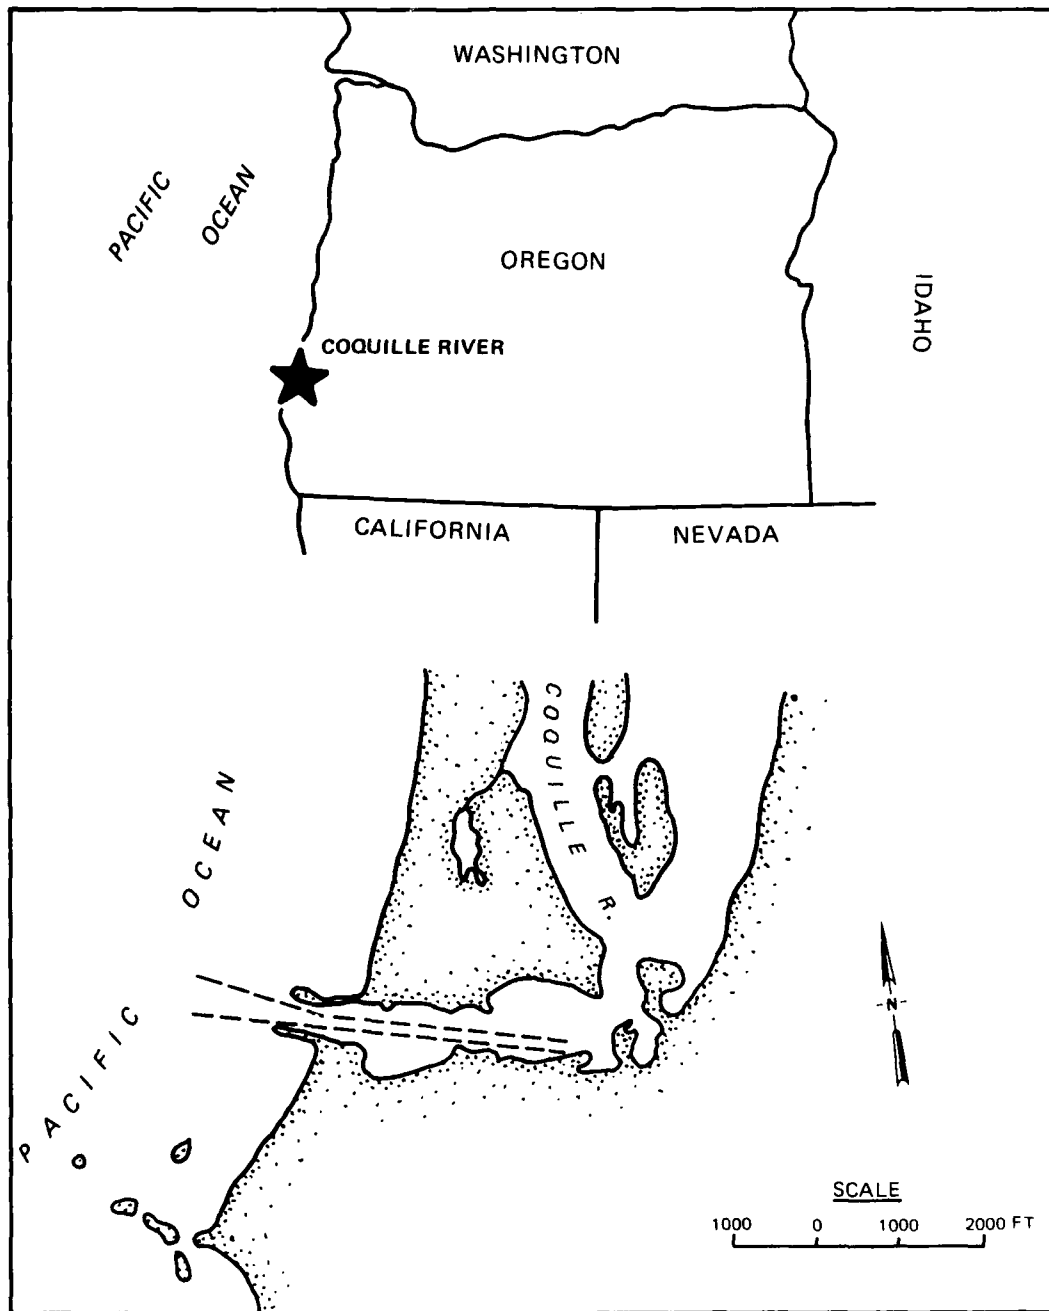 WASHINGTON
PACIFIC OCEAN
OREGON
IDAHO
COQUILLE RIVER
CALIFORNIA
NEVADA
COQUILLE R.
PACIFIC OCEAN
N
SCALE
1000 0 1000 2000 FT